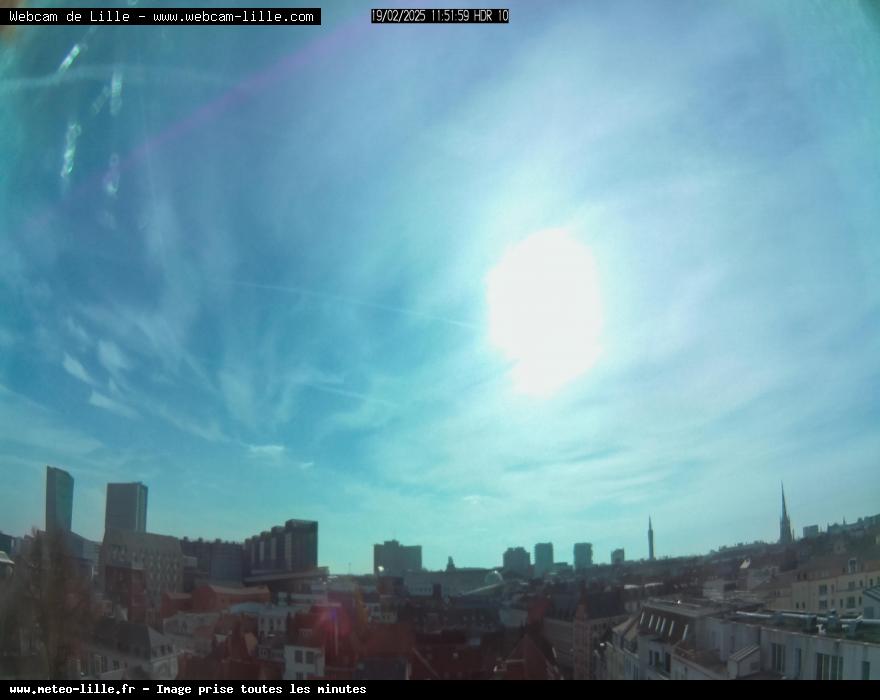 Webcam de Lille - www.webcam-lille.com
19/02/2025 11:51:59 HDR 10
www.meteo-lille.fr - Image prise toutes les minutes